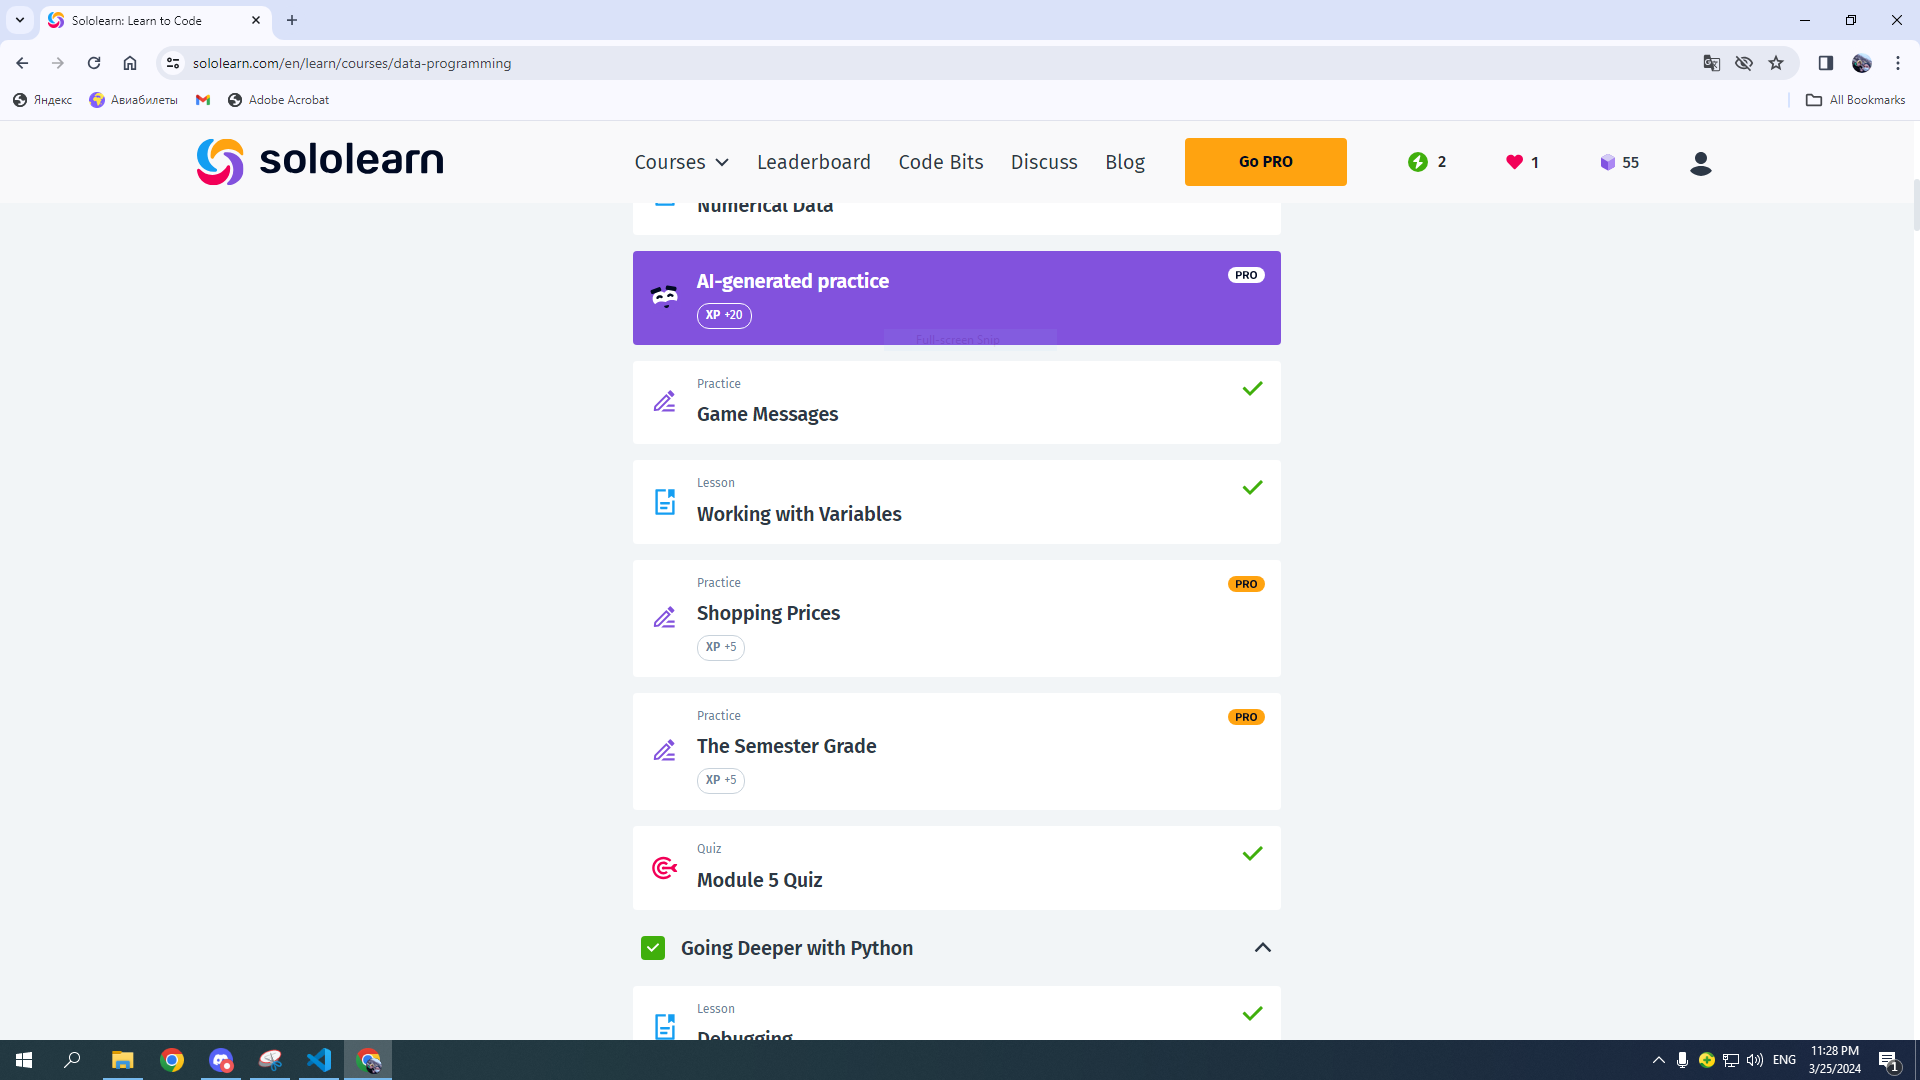 Sololearn: Learn to Code
sololearn.com/en/learn/courses/data-programming
Яндекс
Авиабилеты
Adobe Acrobat
All Bookmarks
sololearn
Courses
Leaderboard
Code Bits
Discuss
Blog
Go PRO
2
1
55
Numerical Data
AI-generated practice
PRO
XP +20
Full-screen Snip
Practice
Game Messages
Lesson
Working with Variables
Practice
PRO
Shopping Prices
XP +5
Practice
PRO
The Semester Grade
XP +5
Quiz
Module 5 Quiz
Going Deeper with Python
Lesson
Debugging
ENG
11:28 PM
3/25/2024
1